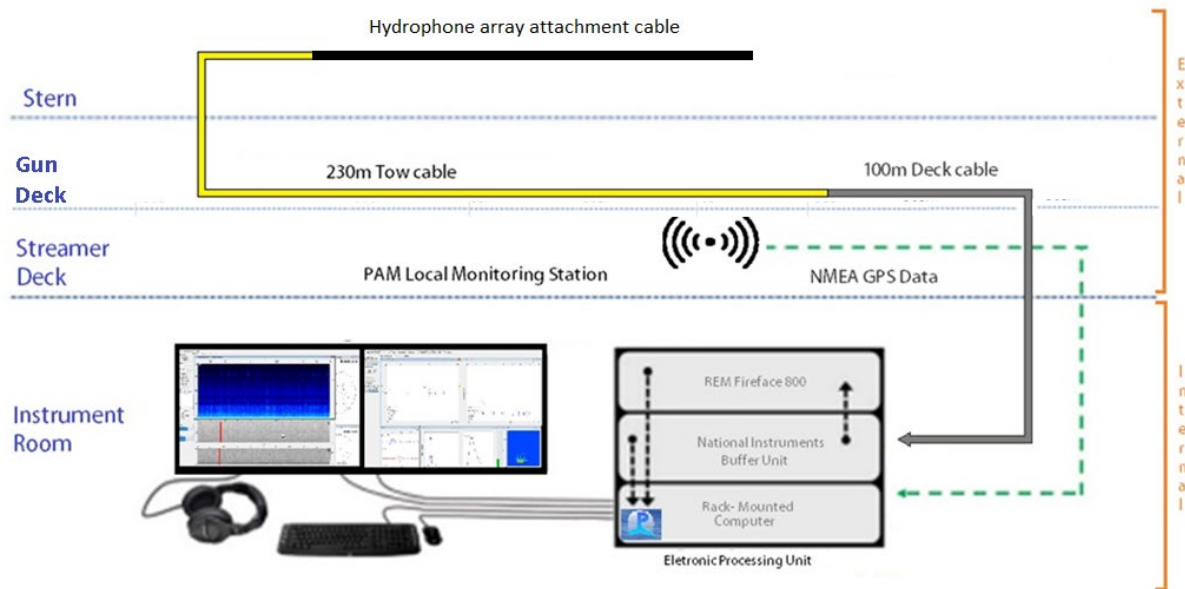 Hydrophone array attachment cable
Stern
Gun
Deck
230m Tow cable
100m Deck cable
Streamer
Deck
PAM Local Monitoring Station
NMEA GPS Data
External
Instrument
Room
REM Fireface 800
National Instruments
Buffer Unit
Rack- Mounted
Computer
P
Eletronic Processing Unit
Internal